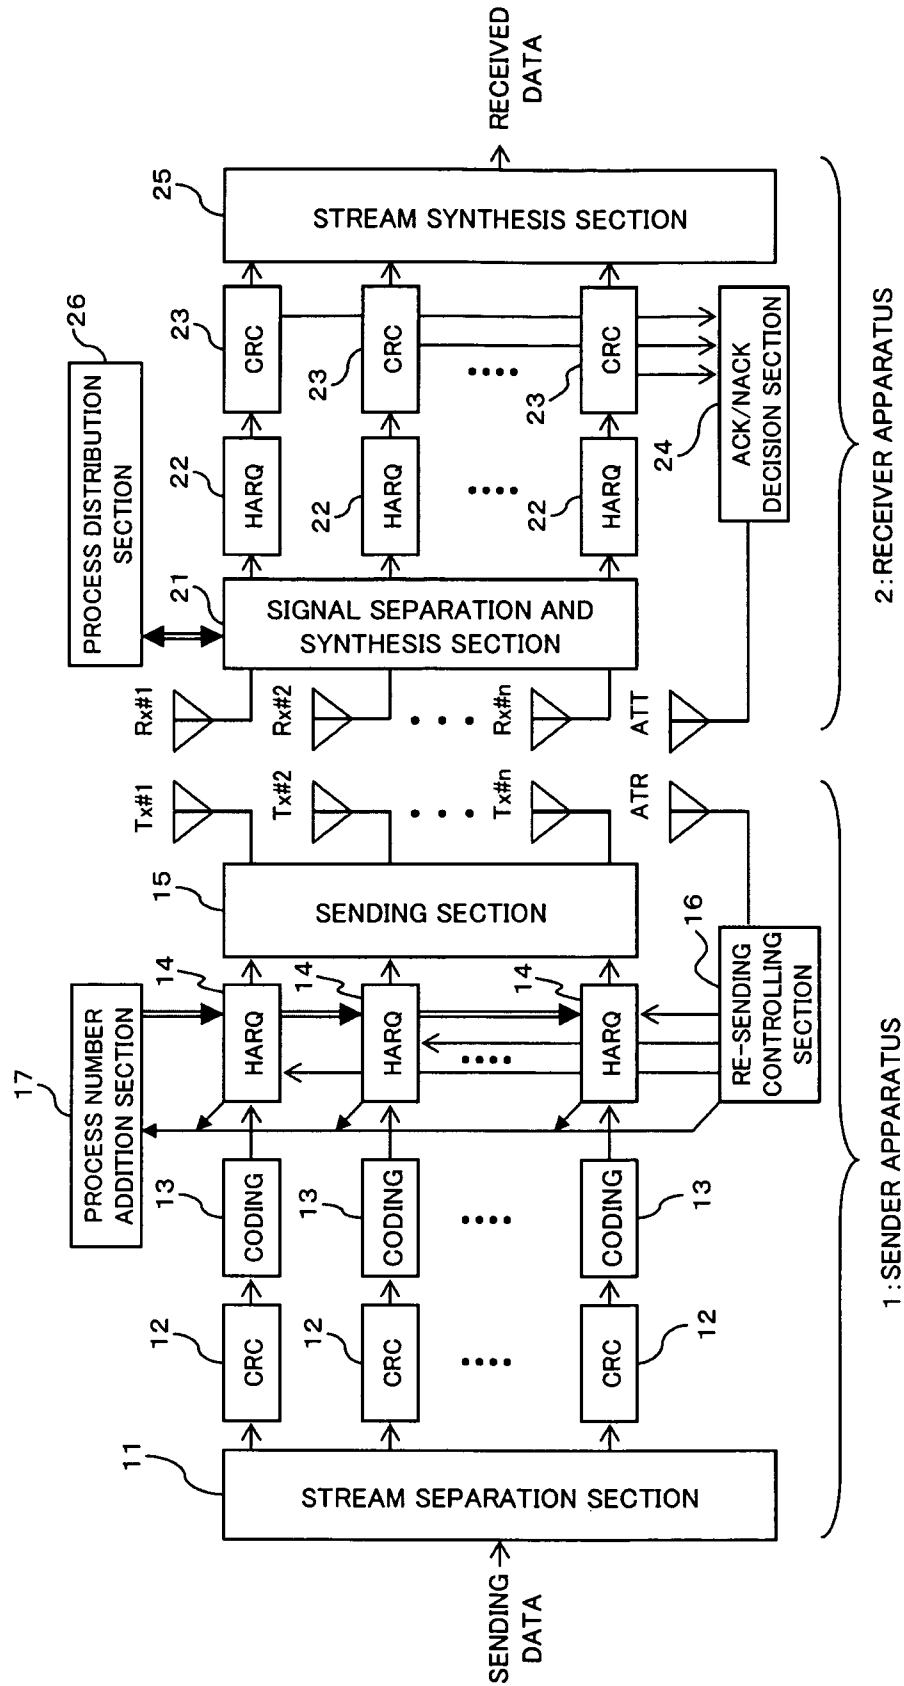 SENDING
DATA
11
STREAM SEPARATION SECTION
12
CRC
12
CRC
12
CRC
13
CODING
13
CODING
13
CODING
17
PROCESS NUMBER
ADDITION SECTION
14
HARQ
14
HARQ
14
HARQ
16
RE-SENDING
CONTROLLING
SECTION
15
SENDING SECTION
Tx#1
Tx#2
Tx#n
ATR
1:SENDER APPARATUS
Rx#1
Rx#2
Rx#n
ATT
26
PROCESS DISTRIBUTION
SECTION
21
SIGNAL SEPARATION AND
SYNTHESIS SECTION
22
HARQ
22
HARQ
22
HARQ
23
CRC
23
CRC
23
CRC
24
ACK/NACK
DECISION SECTION
25
STREAM SYNTHESIS SECTION
RECEIVED
DATA
2:RECEIVER APPARATUS